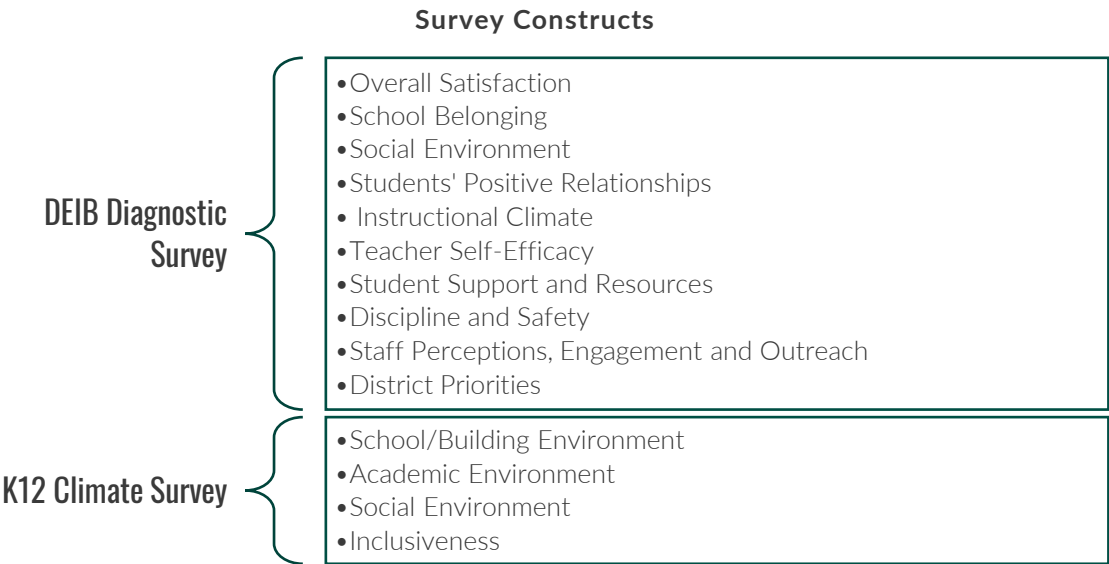 Survey Constructs
DEIB Diagnostic
Survey
•Overall Satisfaction
•School Belonging
•Social Environment
•Students' Positive Relationships
• Instructional Climate
•Teacher Self-Efficacy
•Student Support and Resources
•Discipline and Safety
•Staff Perceptions, Engagement and Outreach
•District Priorities
K12 Climate Survey
•School/Building Environment
•Academic Environment
•Social Environment
•Inclusiveness